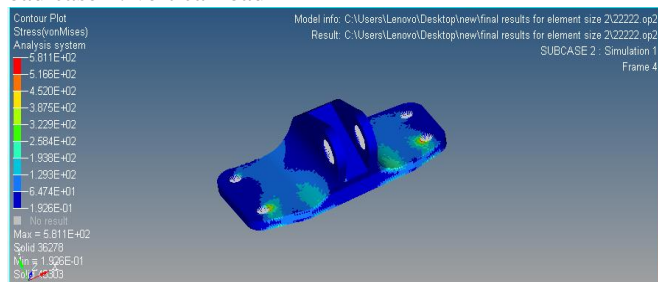 Contour Plot
Stress(vonMises)
Analysis system
5.811E+02
5.166E+02
4.520E+02
3.875E+02
3.229E+02
2.584E+02
1.938E+02
1.293E+02
6.474E+01
1.926E-01
No result
Max = 5.811E+02
Solid 36278
Min = 1.926E-01
Model info: C:\Users\Lenovo\Desktop\new\final results for element size 2\22222.op2
Result: C:\Users\Lenovo\Desktop\new\final results for element size 2\22222.op2
SUBCASE 2 : Simulation 1
Frame 4